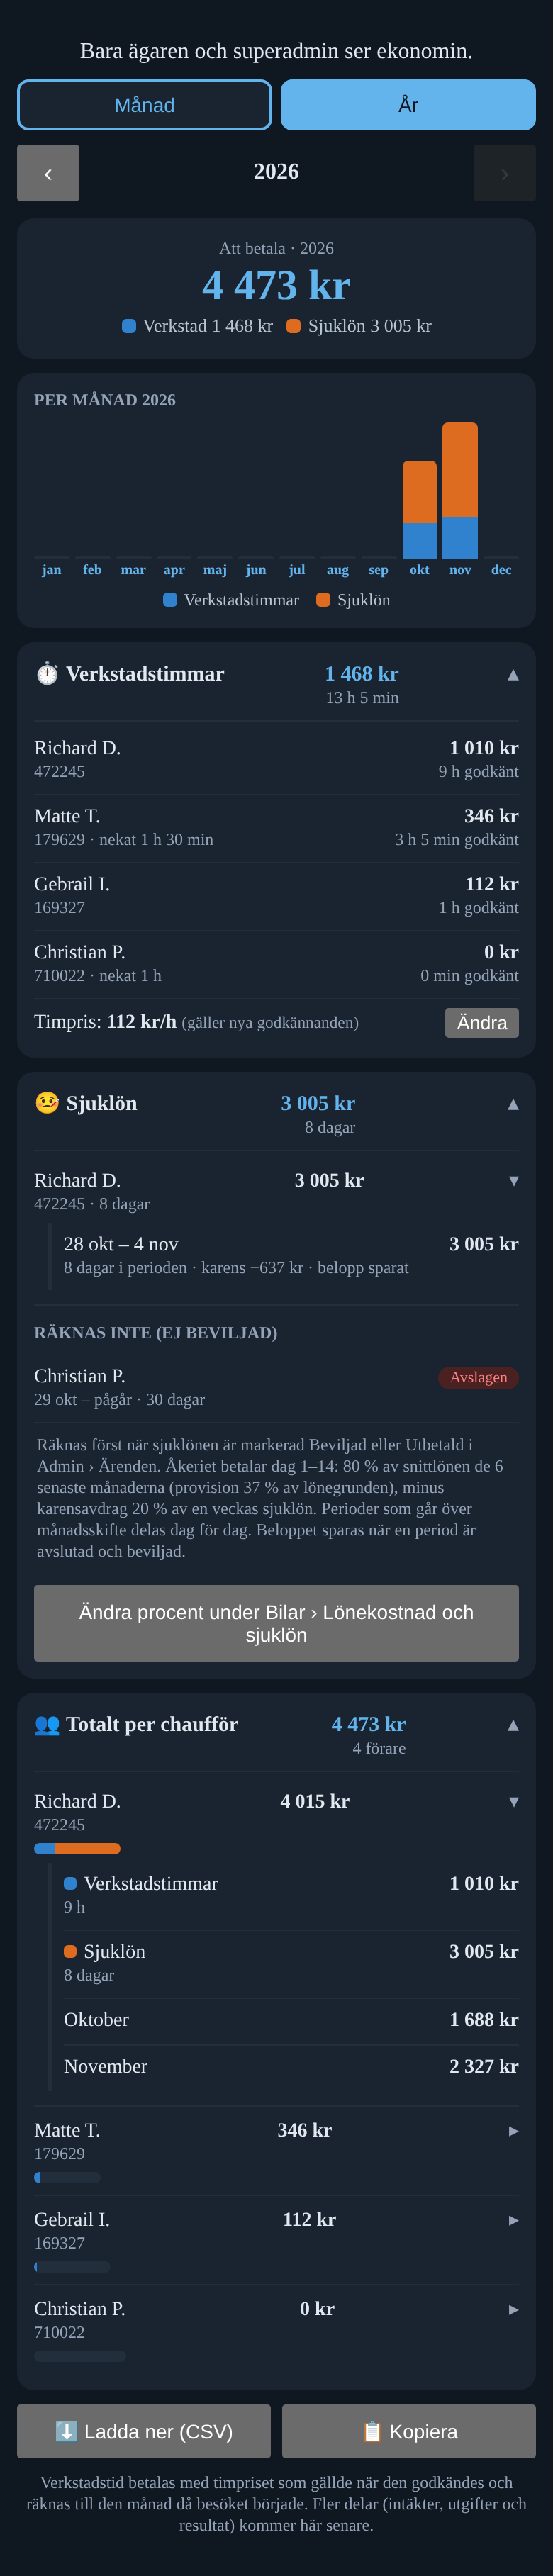 Bara ägaren och superadmin ser ekonomin.
Månad
År
‹
2026
›
Att betala · 2026
4 473 kr
Verkstad 1 468 kr Sjuklön 3 005 kr
PER MÅNAD 2026
jan feb mar apr maj jun jul aug sep okt nov dec
Verkstadstimmar Sjuklön
⏱️ Verkstadstimmar 1 468 kr ▲
13 h 5 min
Richard D. 1 010 kr
472245 9 h godkänt
Matte T. 346 kr
179629 · nekat 1 h 30 min 3 h 5 min godkänt
Gebrail I. 112 kr
169327 1 h godkänt
Christian P. 0 kr
710022 · nekat 1 h 0 min godkänt
Timpris: 112 kr/h (gäller nya godkännanden) Ändra
🤒 Sjuklön 3 005 kr ▲
8 dagar
Richard D. 3 005 kr ▼
472245 · 8 dagar
28 okt – 4 nov 3 005 kr
8 dagar i perioden · karens −637 kr · belopp sparat
RÄKNAS INTE (EJ BEVILJAD)
Christian P. Avslagen
29 okt – pågår · 30 dagar
Räknas först när sjuklönen är markerad Beviljad eller Utbetald i
Admin › Ärenden. Åkeriet betalar dag 1–14: 80 % av snittlönen de 6
senaste månaderna (provision 37 % av lönegrunden), minus
karensavdrag 20 % av en veckas sjuklön. Perioder som går över
månadsskifte delas dag för dag. Beloppet sparas när en period är
avslutad och beviljad.
Ändra procent under Bilar › Lönekostnad och
sjuklön
👥 Totalt per chaufför 4 473 kr ▲
4 förare
Richard D. 4 015 kr ▼
472245
Verkstadstimmar 1 010 kr
9 h
Sjuklön 3 005 kr
8 dagar
Oktober 1 688 kr
November 2 327 kr
Matte T. 346 kr ▸
179629
Gebrail I. 112 kr ▸
169327
Christian P. 0 kr ▸
710022
⬇️ Ladda ner (CSV)
📋 Kopiera
Verkstadstid betalas med timpriset som gällde när den godkändes och
räknas till den månad då besöket började. Fler delar (intäkter, utgifter och
resultat) kommer här senare.